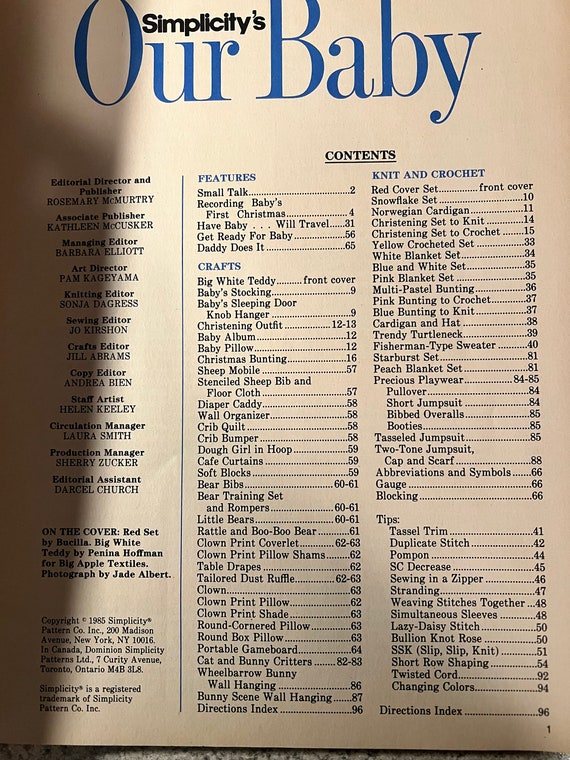 Simplicity's
Our Baby
CONTENTS
Editorial Director and
Publisher
ROSEMARY McMURTRY
Associate Publisher
KATHLEEN McCUSKER
Managing Editor
BARBARA ELLIOTT
Art Director
PAM KAGEYAMA
Knitting Editor
SONJA DAGRESS
Sewing Editor
JO KIRSHON
Crafts Editor
JILL ABRAMS
Copy Editor
ANDREA BIEN
Staff Artist
HELEN KEELEY
Circulation Manager
LAURA SMITH
Production Manager
SHERRY ZUCKER
Editorial Assistant
DARCEL CHURCH
ON THE COVER: Red Set
by Bucilla. Big White
Teddy by Penina Hoffman
for Big Apple Textiles.
Photograph by Jade Albert.
Copyright © 1985 Simplicity®
Pattern Co. Inc., 200 Madison
Avenue, New York, NY 10016.
In Canada, Dominion Simplicity
Patterns Ltd., 7 Curity Avenue,
Toronto, Ontario M4B 3L8.
Simplicity® is a registered
trademark of Simplicity
Pattern Co. Inc.
FEATURES
Small Talk..........2
Recording Baby's
First Christmas..........4
Have Baby . . . Will Travel.....31
Get Ready For Baby..........56
Daddy Does It..........65
CRAFTS
Big White Teddy........front cover
Baby's Stocking..........9
Baby's Sleeping Door
Knob Hanger..........9
Christening Outfit..........12-13
Baby Album..........12
Baby Pillow..........12
Christmas Bunting..........16
Sheep Mobile..........57
Stenciled Sheep Bib and
Floor Cloth..........57
Diaper Caddy..........58
Wall Organizer..........58
Crib Quilt..........58
Crib Bumper..........58
Dough Girl in Hoop..........59
Cafe Curtains..........59
Soft Blocks..........59
Bear Bibs..........60-61
Bear Training Set
and Rompers..........60-61
Little Bears..........60-61
Rattle and Boo-Boo Bear..........61
Clown Print Coverlet..........62-63
Clown Print Pillow Shams..........62
Table Drapes..........62
Tailored Dust Ruffle..........62-63
Clown..........63
Clown Print Pillow..........62
Clown Print Shade..........63
Round-Cornered Pillow..........63
Round Box Pillow..........63
Portable Gameboard..........64
Cat and Bunny Critters.......82-83
Wheelbarrow Bunny
Wall Hanging..........86
Bunny Scene Wall Hanging......87
Directions Index..........96
KNIT AND CROCHET
Red Cover Set..........front cover
Snowflake Set..........10
Norwegian Cardigan..........11
Christening Set to Knit..........14
Christening Set to Crochet.......15
Yellow Crocheted Set..........33
White Blanket Set..........34
Blue and White Set..........35
Pink Blanket Set..........35
Multi-Pastel Bunting..........36
Pink Bunting to Crochet..........37
Blue Bunting to Knit..........37
Cardigan and Hat..........38
Trendy Turtleneck..........39
Fisherman-Type Sweater..........40
Starburst Set..........81
Peach Blanket Set..........81
Precious Playwear..........84-85
Pullover..........84
Short Jumpsuit..........84
Bibbed Overalls..........85
Booties..........85
Tasseled Jumpsuit..........85
Two-Tone Jumpsuit,
Cap and Scarf..........88
Abbreviations and Symbols......66
Gauge..........66
Blocking..........66
Tips:
Tassel Trim..........41
Duplicate Stitch..........42
Pompon..........44
SC Decrease..........45
Sewing in a Zipper..........46
Stranding..........47
Weaving Stitches Together...48
Simultaneous Sleeves..........48
Lazy-Daisy Stitch..........50
Bullion Knot Rose..........50
SSK (Slip, Slip, Knit)..........51
Short Row Shaping..........54
Twisted Cord..........92
Changing Colors..........94
Directions Index..........96
1